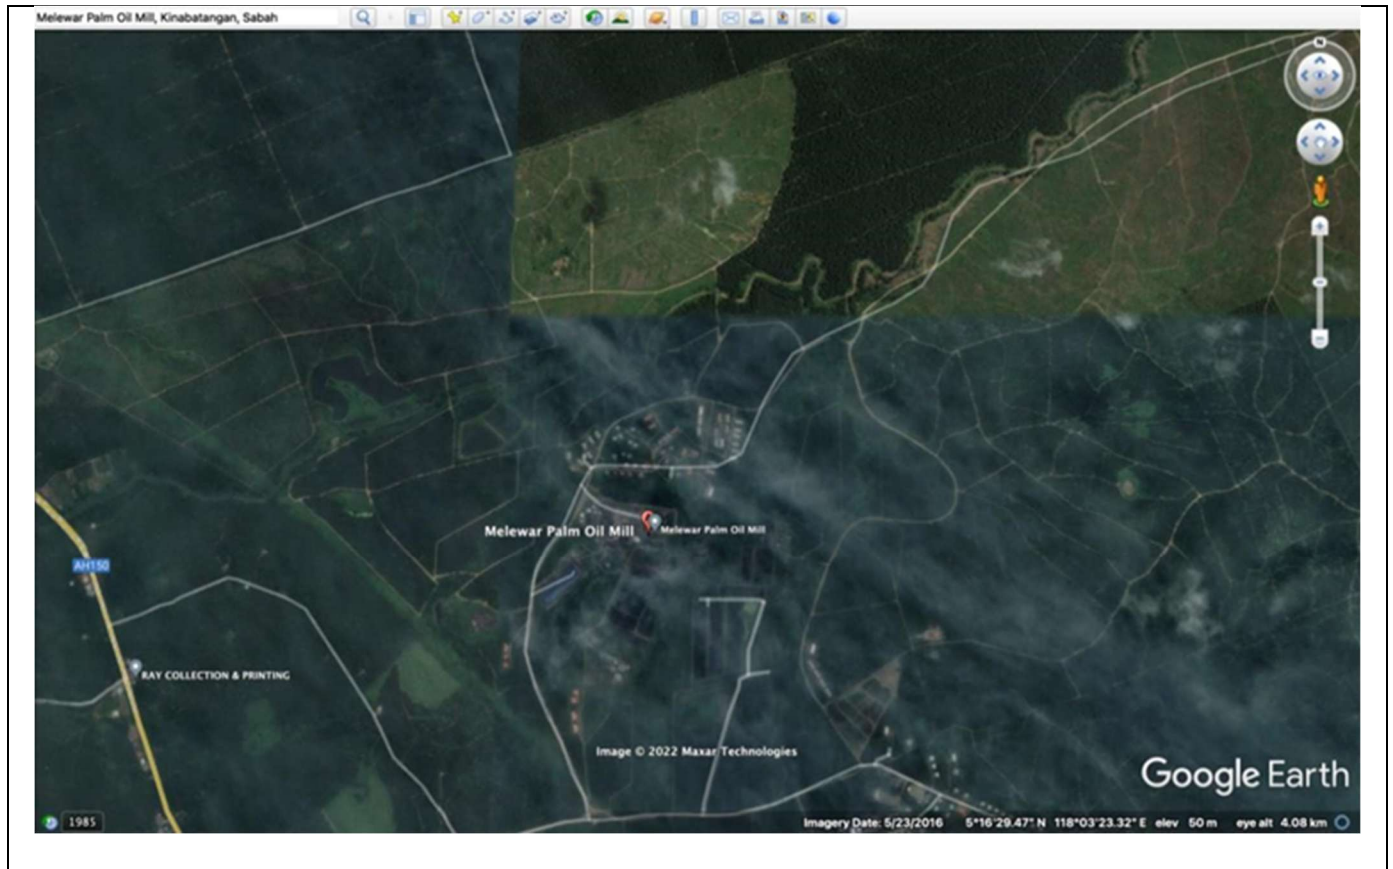 Melewar Palm Oil Mill, Kinabatangan, Sabah
N
Melewar Palm Oil Mill
Melewar Palm Oil Mill
AH150
RAY COLLECTION & PRINTING
Image © 2022 Maxar Technologies
Google Earth
1985
Imagery Date: 5/23/2016 5°16'29.47" N 118°03'23.32" E elev 50 m eye alt 4.08 km